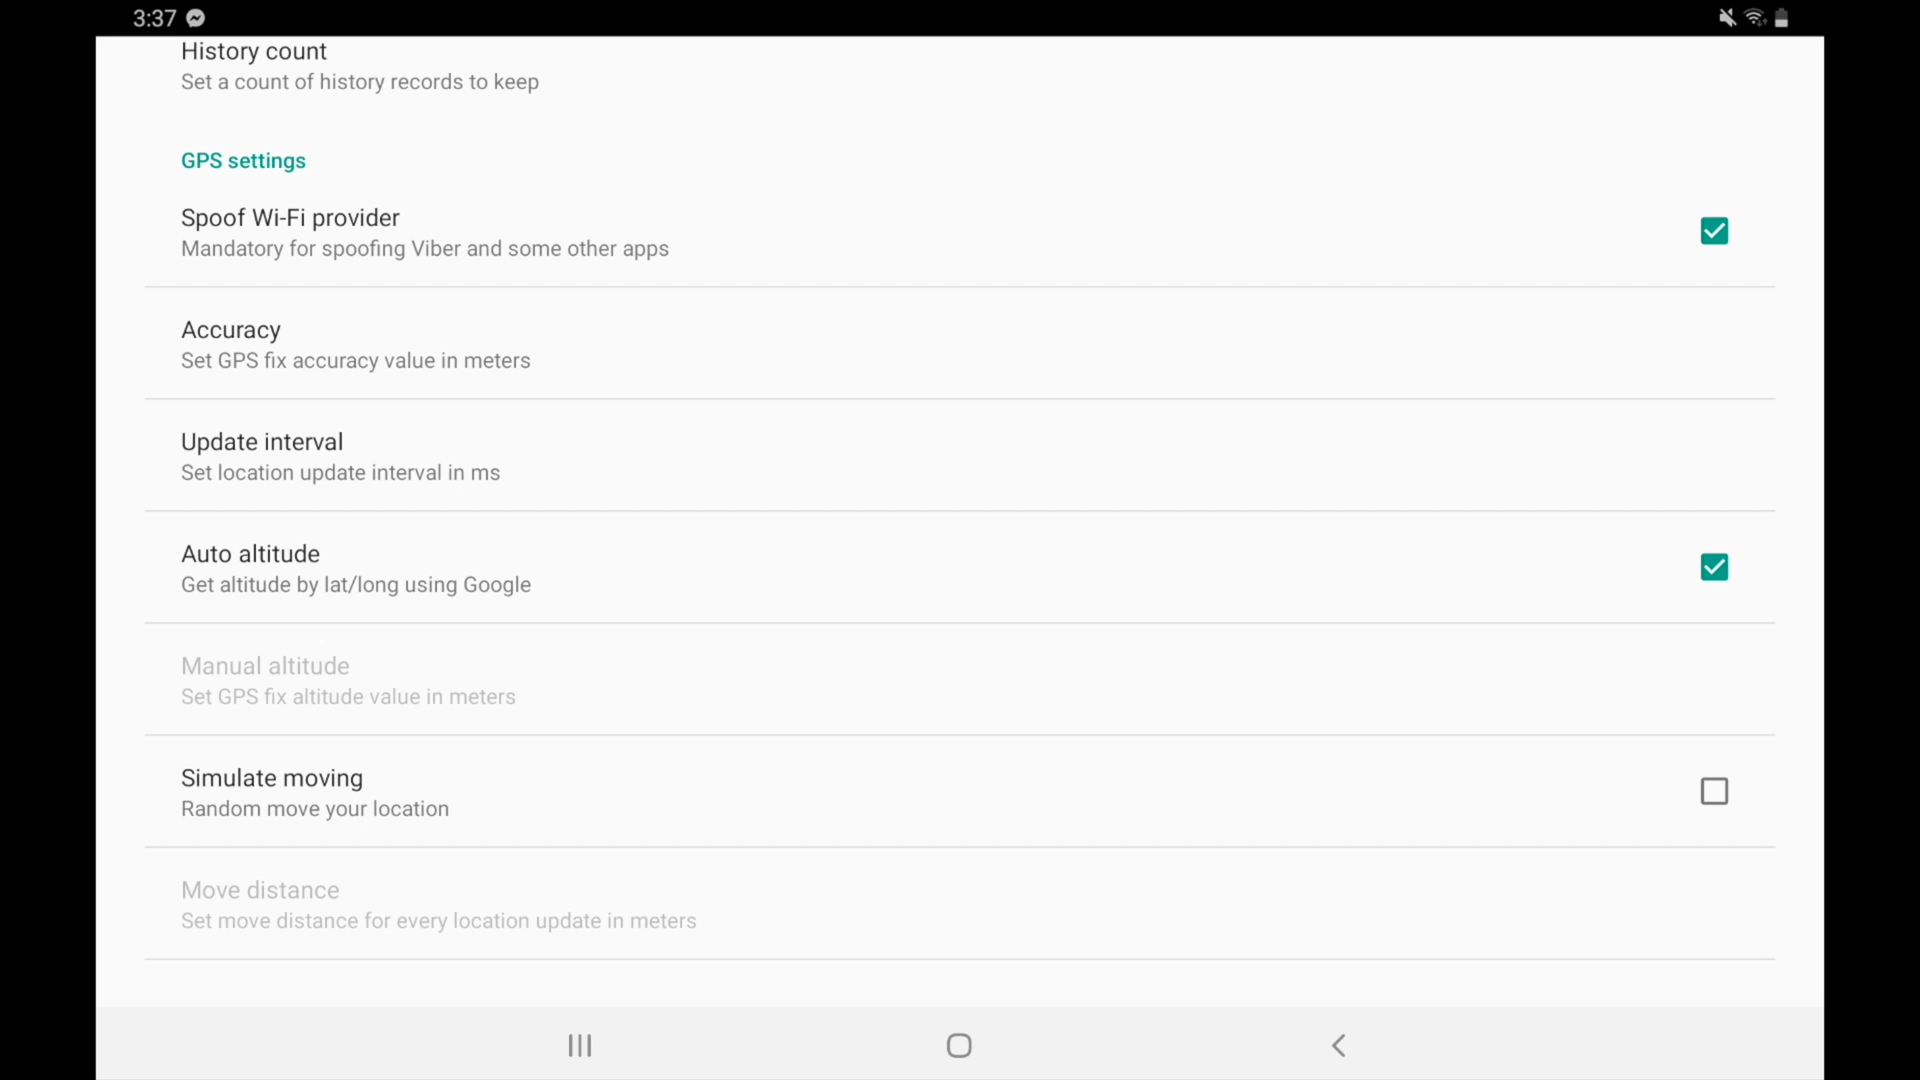 3:37
History count
Set a count of history records to keep
GPS settings
Spoof Wi-Fi provider
Mandatory for spoofing Viber and some other apps
Accuracy
Set GPS fix accuracy value in meters
Update interval
Set location update interval in ms
Auto altitude
Get altitude by lat/long using Google
Manual altitude
Set GPS fix altitude value in meters
Simulate moving
Random move your location
Move distance
Set move distance for every location update in meters